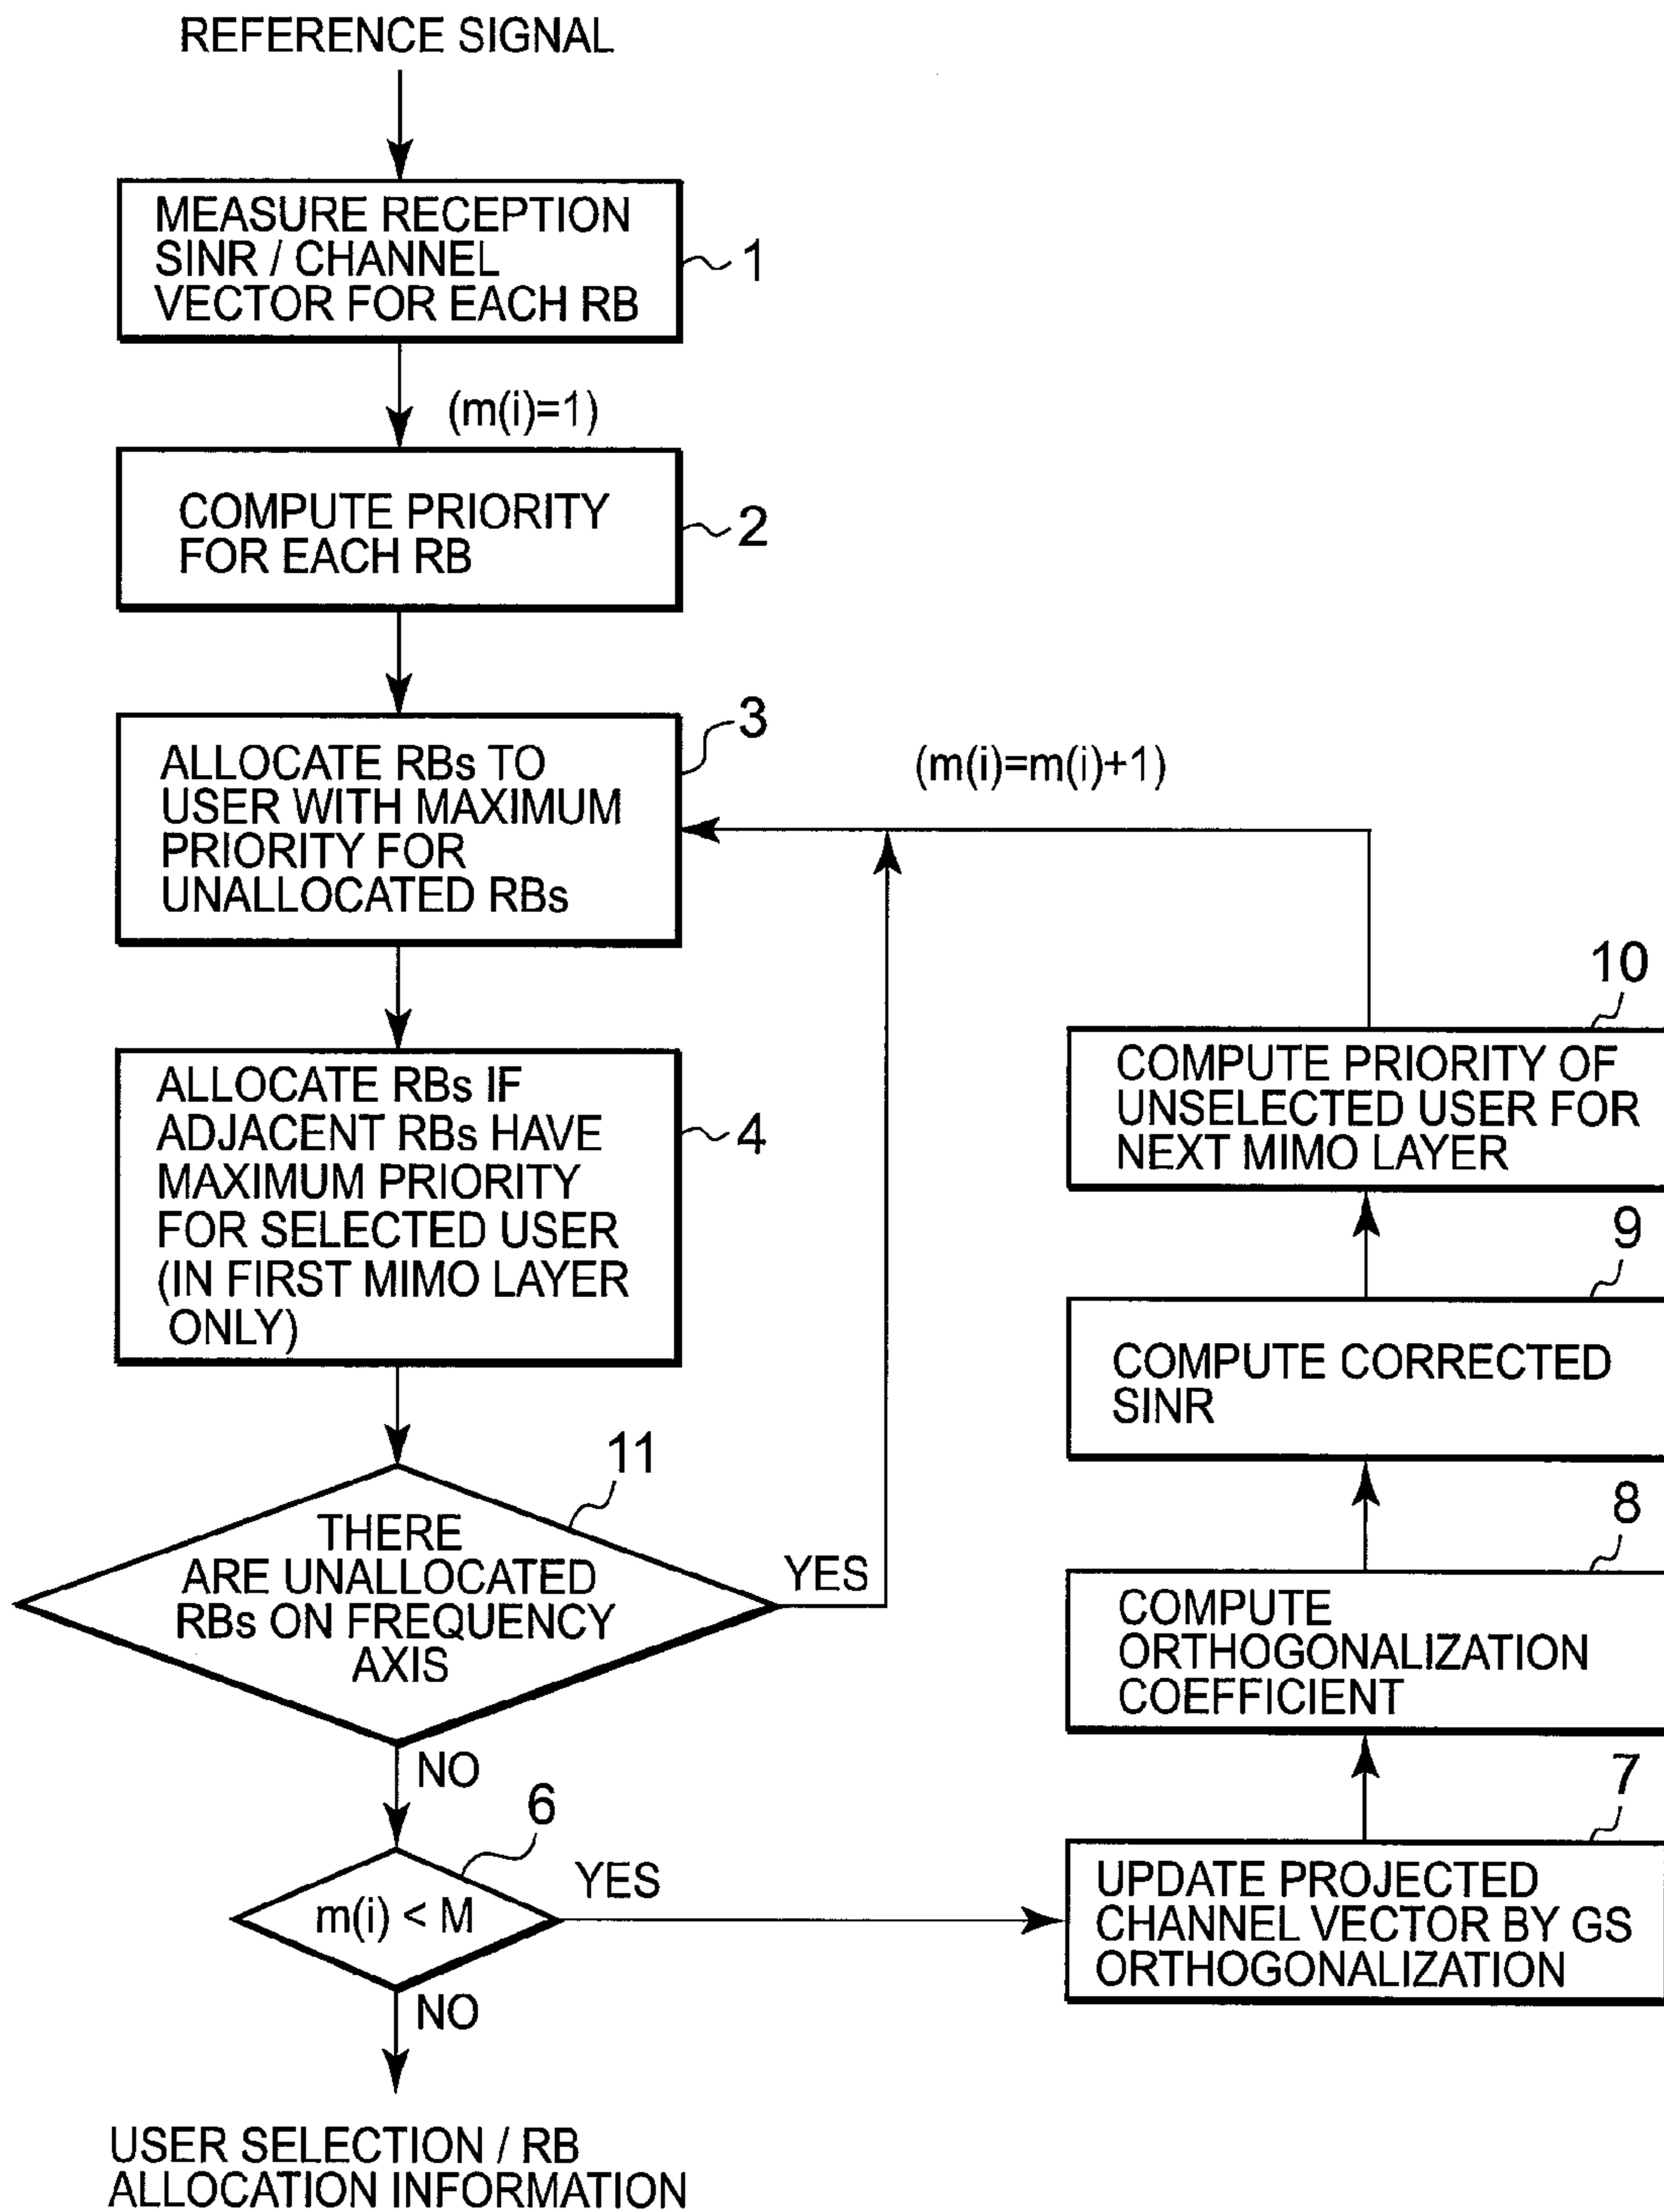 REFERENCE SIGNAL
MEASURE RECEPTION
SINR / CHANNEL
VECTOR FOR EACH RB
1
(m(i)=1)
COMPUTE PRIORITY
FOR EACH RB
2
ALLOCATE RBs TO
USER WITH MAXIMUM
PRIORITY FOR
UNALLOCATED RBs
3
(m(i)=m(i)+1)
ALLOCATE RBs IF
ADJACENT RBs HAVE
MAXIMUM PRIORITY
FOR SELECTED USER
(IN FIRST MIMO LAYER
ONLY)
4
THERE
ARE UNALLOCATED
RBs ON FREQUENCY
AXIS
11
YES
NO
m(i) < M
6
YES
NO
USER SELECTION / RB
ALLOCATION INFORMATION
10
COMPUTE PRIORITY OF
UNSELECTED USER FOR
NEXT MIMO LAYER
9
COMPUTE CORRECTED
SINR
8
COMPUTE
ORTHOGONALIZATION
COEFFICIENT
7
UPDATE PROJECTED
CHANNEL VECTOR BY GS
ORTHOGONALIZATION